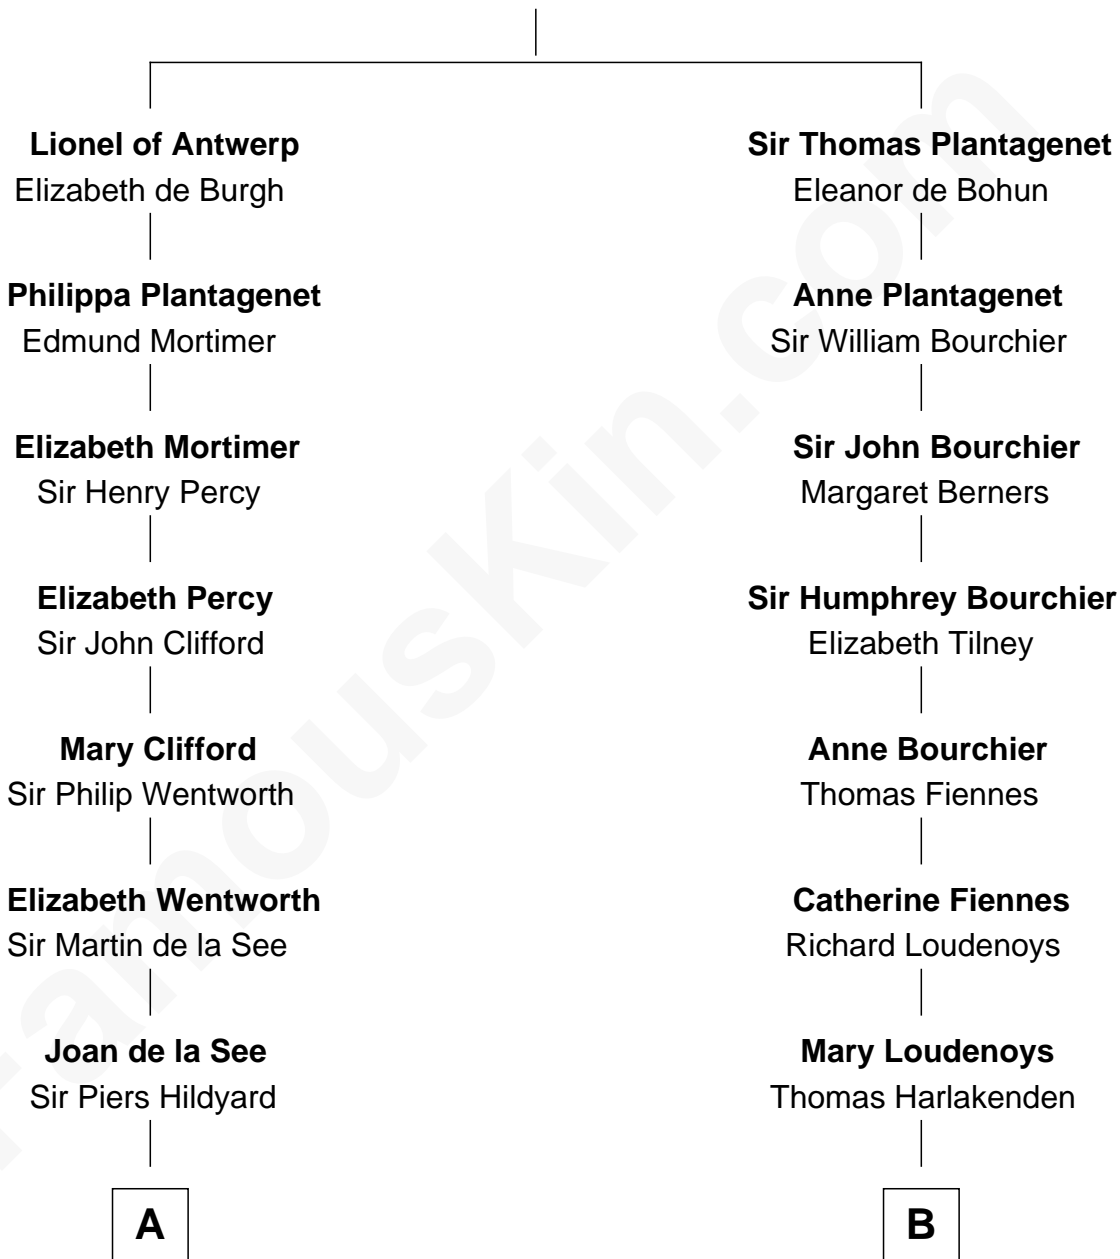 Lionel of Antwerp
Elizabeth de Burgh
Philippa Plantagenet
Edmund Mortimer
Elizabeth Mortimer
Sir Henry Percy
Elizabeth Percy
Sir John Clifford
Mary Clifford
Sir Philip Wentworth
Elizabeth Wentworth
Sir Martin de la See
Joan de la See
Sir Piers Hildyard
A
Sir Thomas Plantagenet
Eleanor de Bohun
Anne Plantagenet
Sir William Bourchier
Sir John Bourchier
Margaret Berners
Sir Humphrey Bourchier
Elizabeth Tilney
Anne Bourchier
Thomas Fiennes
Catherine Fiennes
Richard Loudenoys
Mary Loudenoys
Thomas Harlakenden
B
FamousKin.com